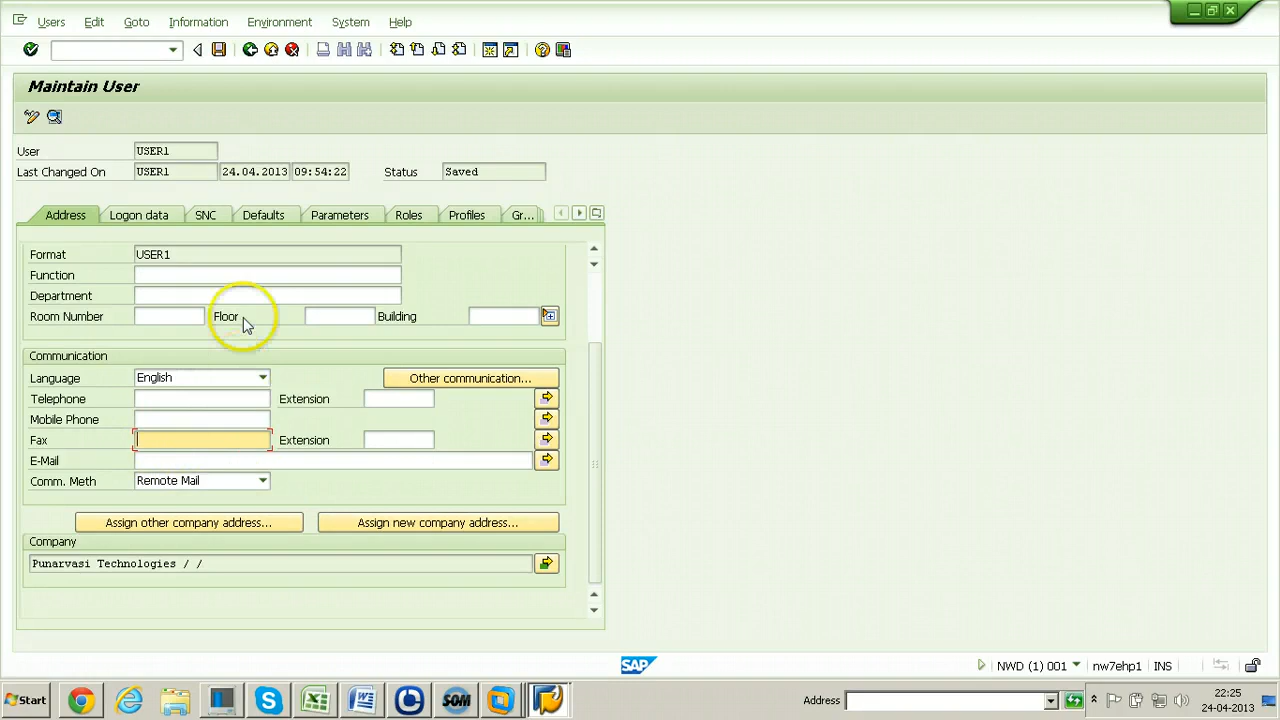 Users Edit Goto Information Environment System Help
Maintain User
User USER1
Last Changed On USER1 24.04.2013 09:54:22 Status Saved
Address Logon data SNC Defaults Parameters Roles Profiles Gr...
Format USER1
Function
Department
Room Number Floor Building
Communication
Language English Other communication...
Telephone Extension
Mobile Phone
Fax Extension
E-Mail
Comm. Meth Remote Mail
Assign other company address... Assign new company address...
Company
Punarvasi Technologies / /
SAP NWD (1) 001 nw7ehp1 INS
Start SOM Address 22:25
24-04-2013